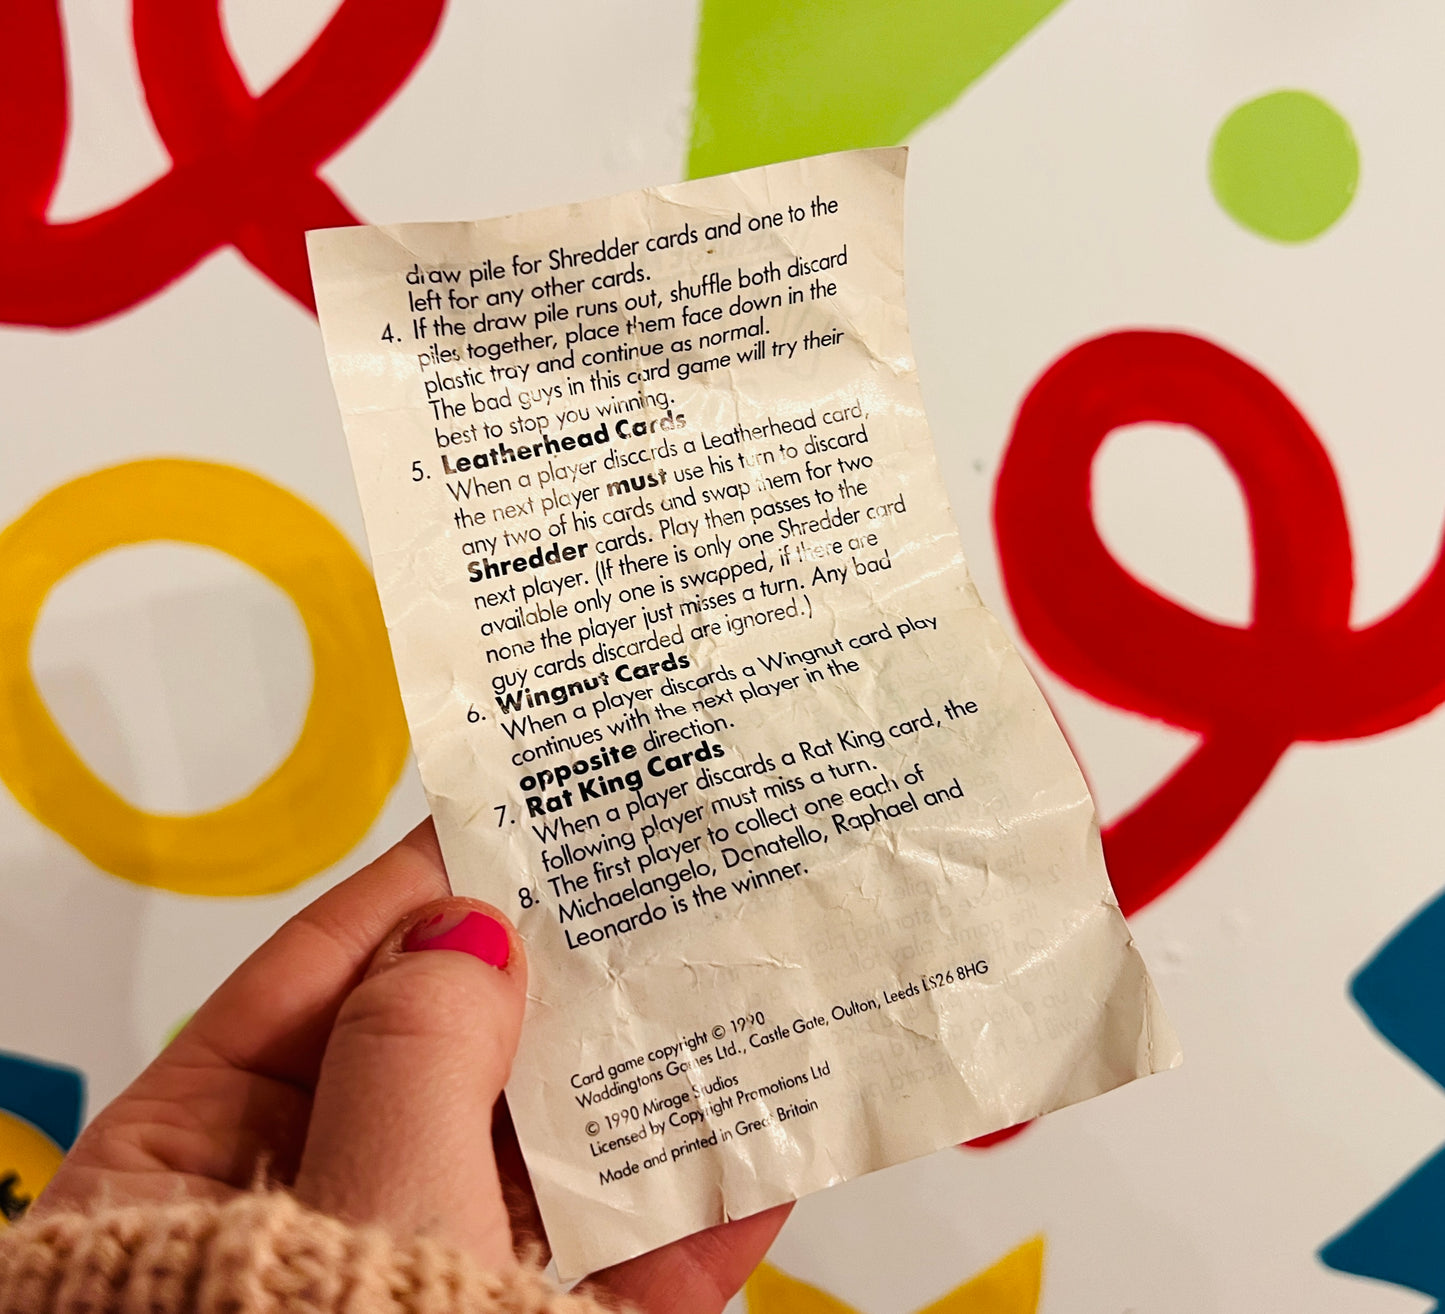 draw pile for Shredder cards and one to the
left for any other cards.
4. If the draw pile runs out, shuffle both discard
piles together, place them face down in the
plastic tray and continue as normal.
The bad guys in this card game will try their
best to stop you winning.
5. Leatherhead Cards
When a player discards a Leatherhead card,
the next player must use his turn to discard
any two of his cards and swap them for two
Shredder cards. Play then passes to the
next player. (If there is only one Shredder card
available only one is swapped, if there are
none the player just misses a turn. Any bad
guy cards discarded are ignored.)
6. Wingnut Cards
When a player discards a Wingnut card play
continues with the next player in the
opposite direction.
7. Rat King Cards
When a player discards a Rat King card, the
following player must miss a turn.
8. The first player to collect one each of
Michaelangelo, Donatello, Raphael and
Leonardo is the winner.
Card game copyright © 1990
Waddingtons Games Ltd., Castle Gate, Oulton, Leeds LS26 8HG
© 1990 Mirage Studios
Licensed by Copyright Promotions Ltd
Made and printed in Great Britain